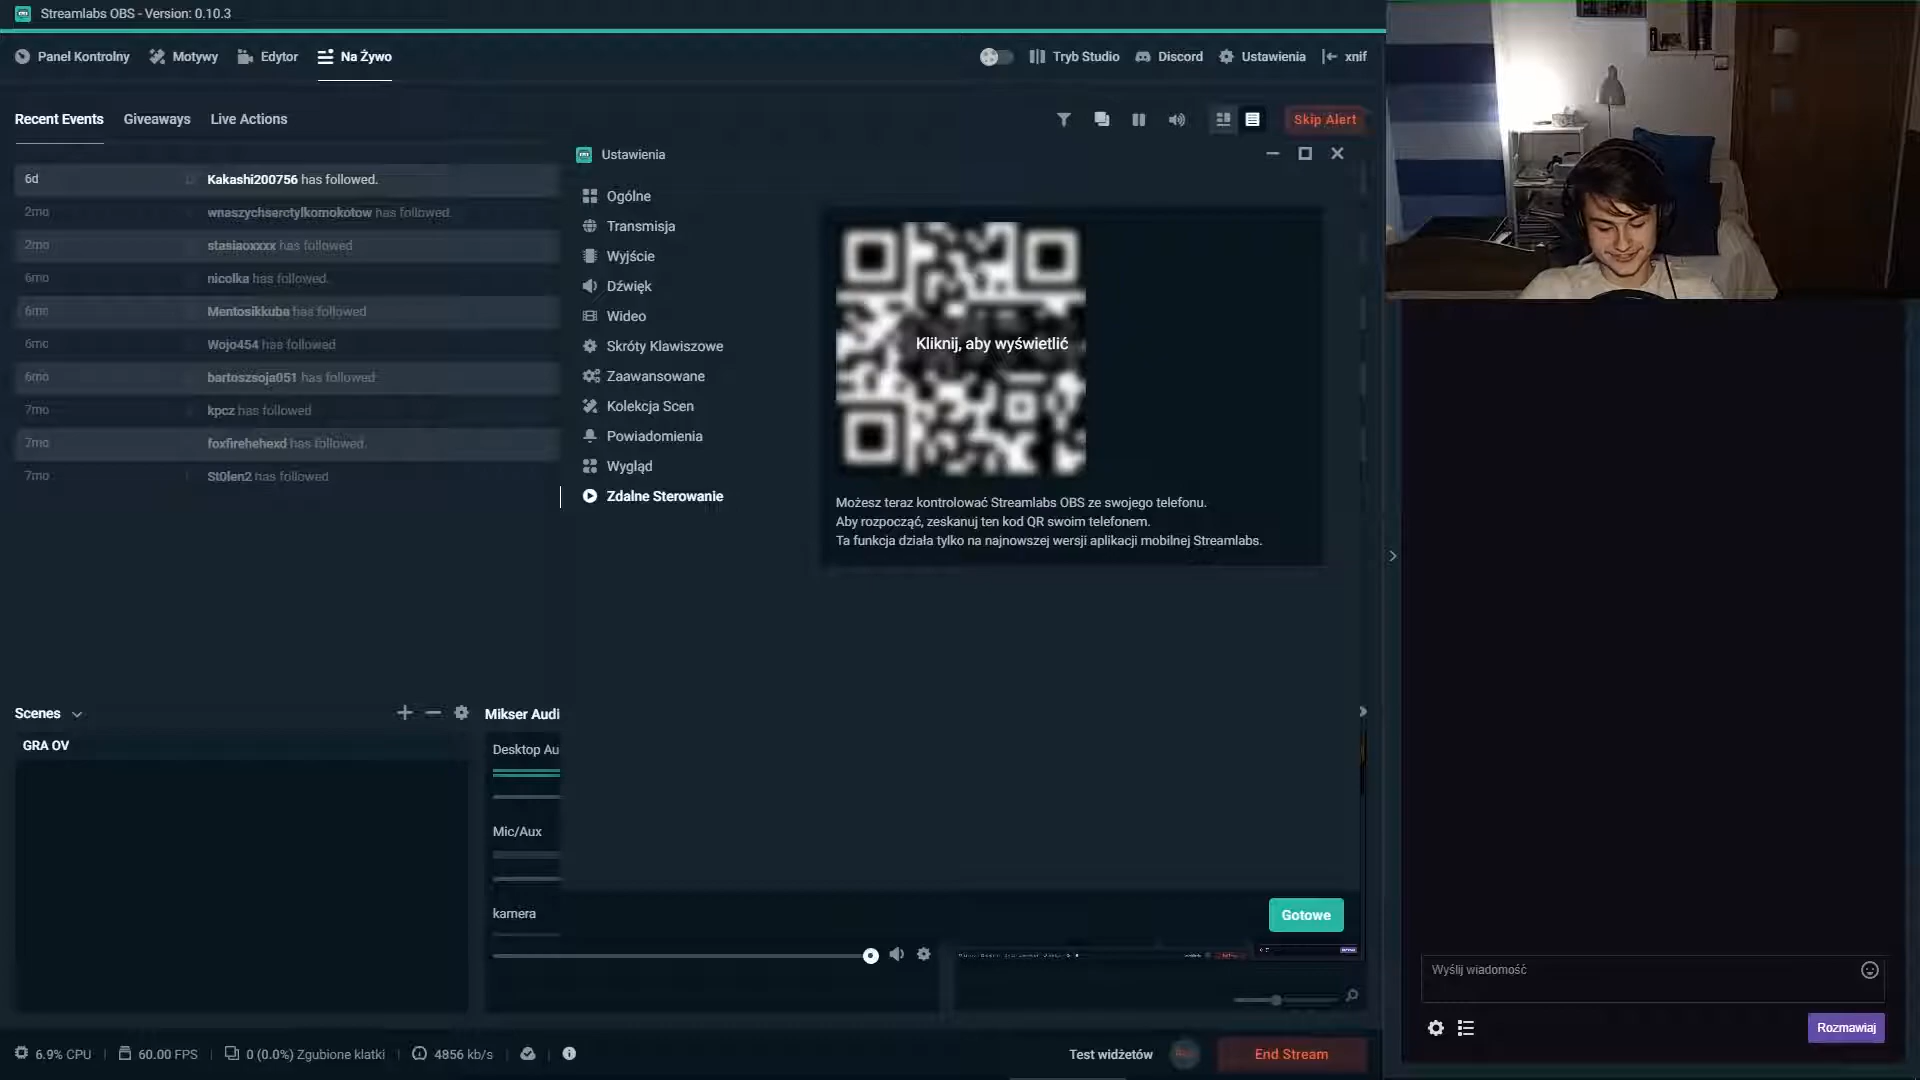 Streamlabs OBS - Version: 0.10.3
Panel Kontrolny
Motywy
Edytor
Na Żywo
Tryb Studio
Discord
Ustawienia
xnif
Recent Events
Giveaways
Live Actions
Skip Alert
6d
Kakashi200756 has followed.
2mo
wnaszychserctylkomokotow has followed.
2mo
stasiaoxxxx has followed
6mo
nicolka has followed.
6mo
Mentosikkuba has followed
6mo
Wojo454 has followed
6mo
bartoszsoja051 has followed
7mo
kpcz has followed
7mo
foxfirehehexd has followed.
7mo
St0len2 has followed
Ustawienia
Ogólne
Transmisja
Wyjście
Dźwięk
Wideo
Skróty Klawiszowe
Zaawansowane
Kolekcja Scen
Powiadomienia
Wygląd
Zdalne Sterowanie
Kliknij, aby wyświetlić
Możesz teraz kontrolować Streamlabs OBS ze swojego telefonu.
Aby rozpocząć, zeskanuj ten kod QR swoim telefonem.
Ta funkcja działa tylko na najnowszej wersji aplikacji mobilnej Streamlabs.
Gotowe
Scenes
GRA OV
Mikser Audi
Desktop Au
Mic/Aux
kamera
6.9% CPU
60.00 FPS
0 (0.0%) Zgubione klatki
4856 kb/s
Test widżetów
End Stream
Wyślij wiadomość
Rozmawiaj